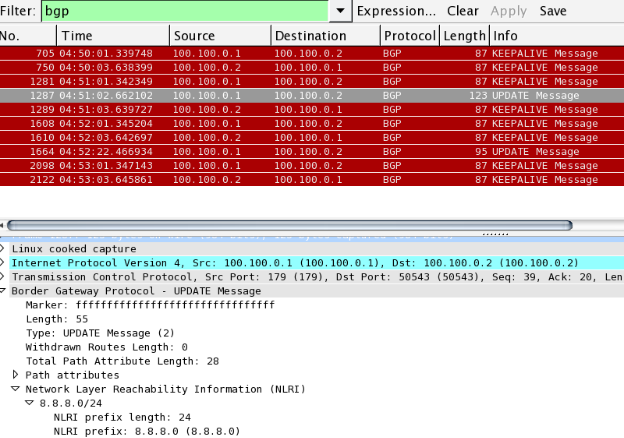 Filter: bgp Expression... Clear Apply Save
No. Time Source Destination Protocol Length Info
705 04:50:01.339748 100.100.0.1 100.100.0.2 BGP 87 KEEPALIVE Message
750 04:50:03.638399 100.100.0.2 100.100.0.1 BGP 87 KEEPALIVE Message
1281 04:51:01.342349 100.100.0.1 100.100.0.2 BGP 87 KEEPALIVE Message
1287 04:51:02.662102 100.100.0.1 100.100.0.2 BGP 123 UPDATE Message
1289 04:51:03.639727 100.100.0.2 100.100.0.1 BGP 87 KEEPALIVE Message
1608 04:52:01.345204 100.100.0.1 100.100.0.2 BGP 87 KEEPALIVE Message
1610 04:52:03.642697 100.100.0.2 100.100.0.1 BGP 87 KEEPALIVE Message
1664 04:52:22.466934 100.100.0.1 100.100.0.2 BGP 95 UPDATE Message
2098 04:53:01.347143 100.100.0.1 100.100.0.2 BGP 87 KEEPALIVE Message
2122 04:53:03.645861 100.100.0.2 100.100.0.1 BGP 87 KEEPALIVE Message
Linux cooked capture
Internet Protocol Version 4, Src: 100.100.0.1 (100.100.0.1), Dst: 100.100.0.2 (100.100.0.2)
Transmission Control Protocol, Src Port: 179 (179), Dst Port: 50543 (50543), Seq: 39, Ack: 20, Len
Border Gateway Protocol - UPDATE Message
Marker: ffffffffffffffffffffffffffffffff
Length: 55
Type: UPDATE Message (2)
Withdrawn Routes Length: 0
Total Path Attribute Length: 28
Path attributes
Network Layer Reachability Information (NLRI)
8.8.8.0/24
NLRI prefix length: 24
NLRI prefix: 8.8.8.0 (8.8.8.0)